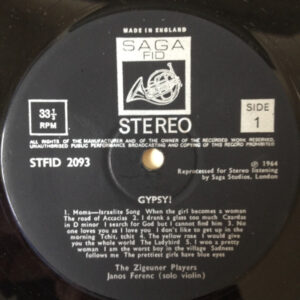 MADE IN ENGLAND
SAGA
FID
33⅓
RPM
STEREO
SIDE
1
ALL RIGHTS OF THE MANUFACTURER AND OF THE OWNER OF THE RECORDED WORK RESERVED.
UNAUTHORISED PUBLIC PERFORMANCE BROADCASTING AND COPYING OF THIS RECORD PROHIBITED.
STFID 2093
℗ 1964
Reprocessed for Stereo listening
by Saga Studios, London
GYPSY!
1. Moma—Israelite Song When the girl becomes a woman
The road of Accacias 2. I drank a glass too much Czardas
in D minor I search for God but I cannot find him 3. No
one loves you as I love you I don't like to get up in the
morning Tchit, tchit The yellow rose I would give
you the whole world The Ladybird 5. I was a pretty
woman I am the worst boy in the village Sadness
follows me The prettiest girls have blue eyes
The Zigeuner Players
Janos Ferenc (solo violin)